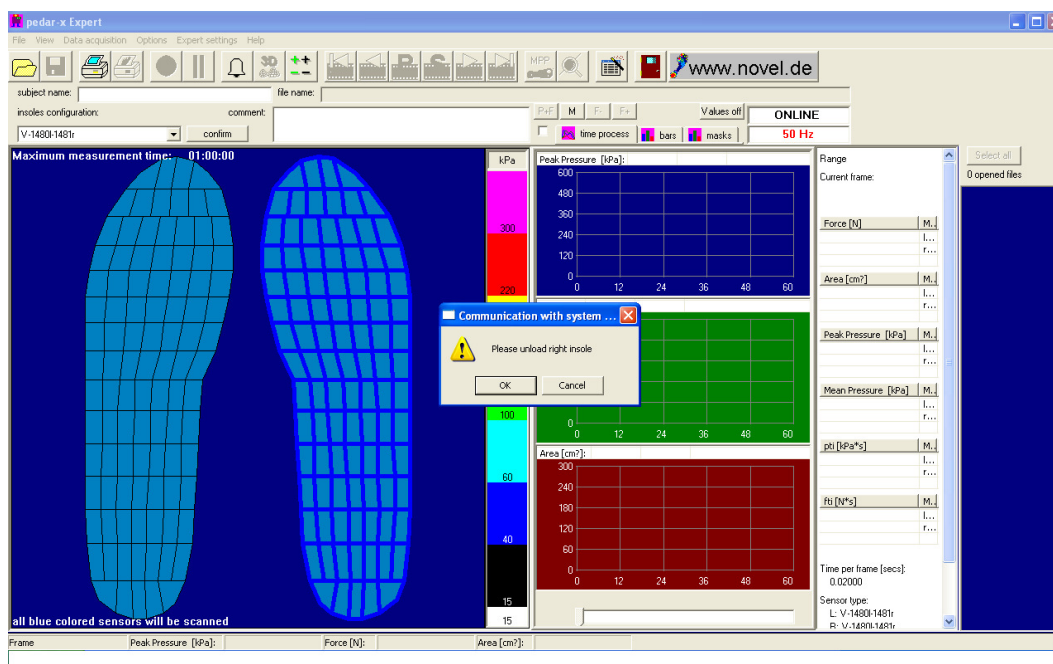 pedar-x Expert
File View Data acquisition Options Expert settings Help
3D
MPP
www.novel.de
subject name:
file name:
insoles configuration:
comment:
V-1480l-1481r
confirm
P+F M F- F+ Values off
ONLINE
time process bars masks
50 Hz
Maximum measurement time: 01:00:00
kPa
300
220
100
60
40
15
15
all blue colored sensors will be scanned
Peak Pressure [kPa]:
600
480
360
240
120
0
0 12 24 36 48 60
Communication with system ...
Please unload right insole
OK Cancel
0
0 12 24 36 48 60
Area [cm?]:
300
240
180
120
60
0
0 12 24 36 48 60
Range
Current frame:
Force [N] M..
l...
r...
Area [cm?] M..
l...
r...
Peak Pressure [kPa] M..
l...
r...
Mean Pressure [kPa] M..
l...
r...
pti [kPa*s] M..
l...
r...
fti [N*s] M..
l...
r...
Time per frame [secs]:
0.02000
Sensor type:
L: V-1480l-1481r
R: V-1480l-1481r
Select all
0 opened files
Frame Peak Pressure [kPa]: Force [N]: Area [cm?]: